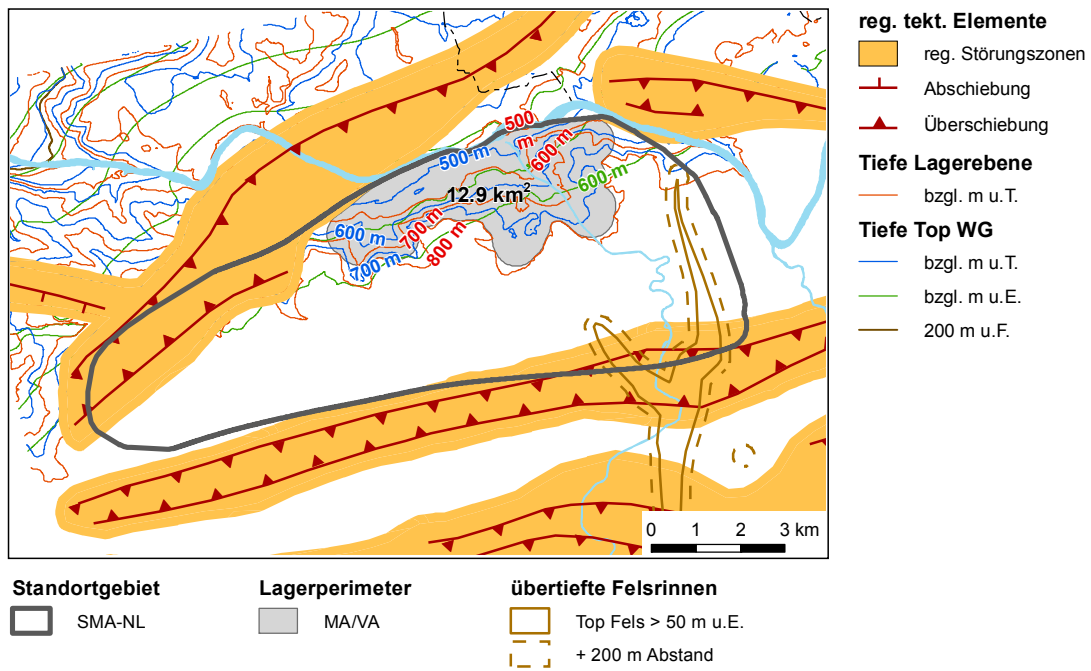 reg. tekt. Elemente
reg. Störungszonen
Abschiebung
Überschiebung
Tiefe Lagerebene
bzgl. m u.T.
Tiefe Top WG
bzgl. m u.T.
bzgl. m u.E.
200 m u.F.
500 m
500 m
600 m
600 m
12.9 km²
600 m
700 m
700 m
800 m
0 1 2 3 km
Standortgebiet
SMA-NL
Lagerperimeter
MA/VA
übertiefte Felsrinnen
Top Fels > 50 m u.E.
+ 200 m Abstand